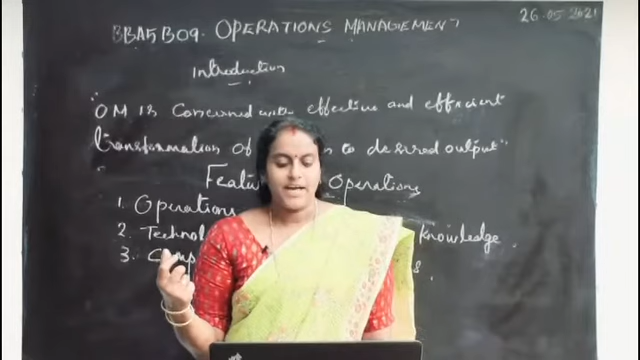 26-05-2021
BBA5B09. OPERATIONS MANAGEMENT
Introduction
"OM is Concerned with effective and efficient
transformation of to desired output".
Operations
1. Operations
2. Knowledge.
3.